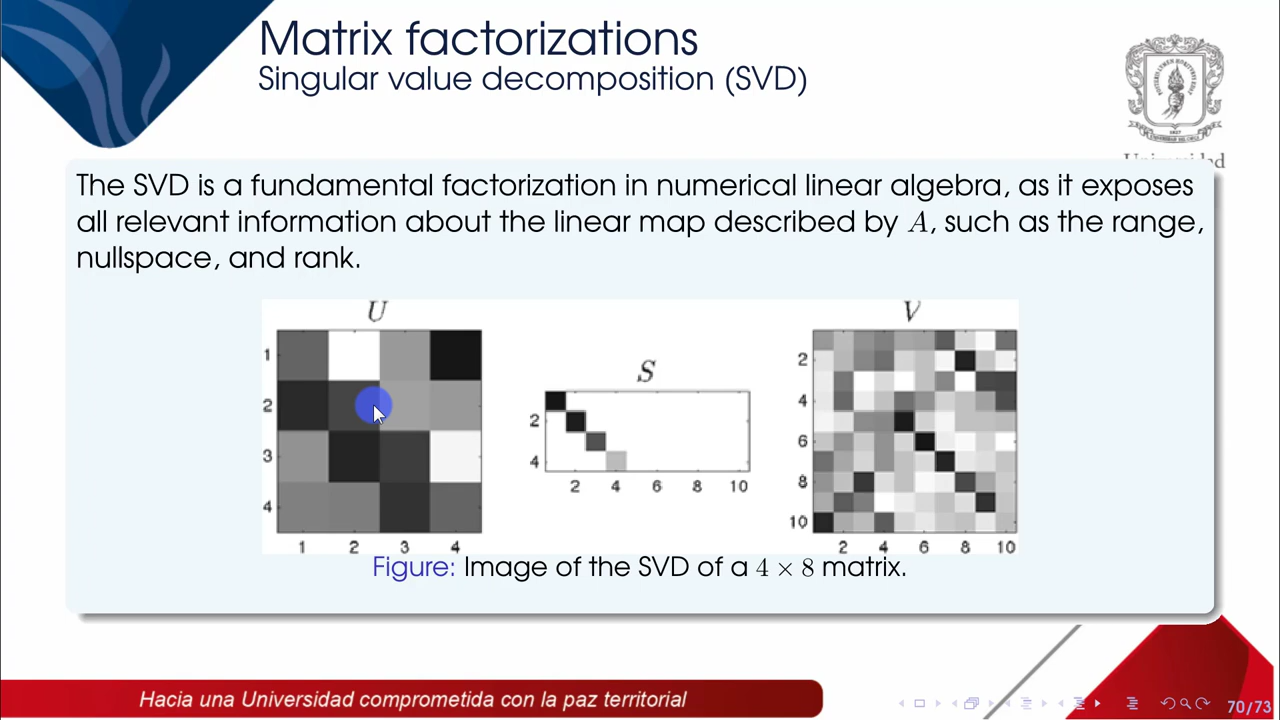 Matrix factorizations
Singular value decomposition (SVD)
The SVD is a fundamental factorization in numerical linear algebra, as it exposes
all relevant information about the linear map described by A, such as the range,
nullspace, and rank.
U
1
2
3
4
1 2 3 4
S
2
4
2 4 6 8 10
V
2
4
6
8
10
2 4 6 8 10
Figure: Image of the SVD of a 4 × 8 matrix.
Hacia una Universidad comprometida con la paz territorial
70/73